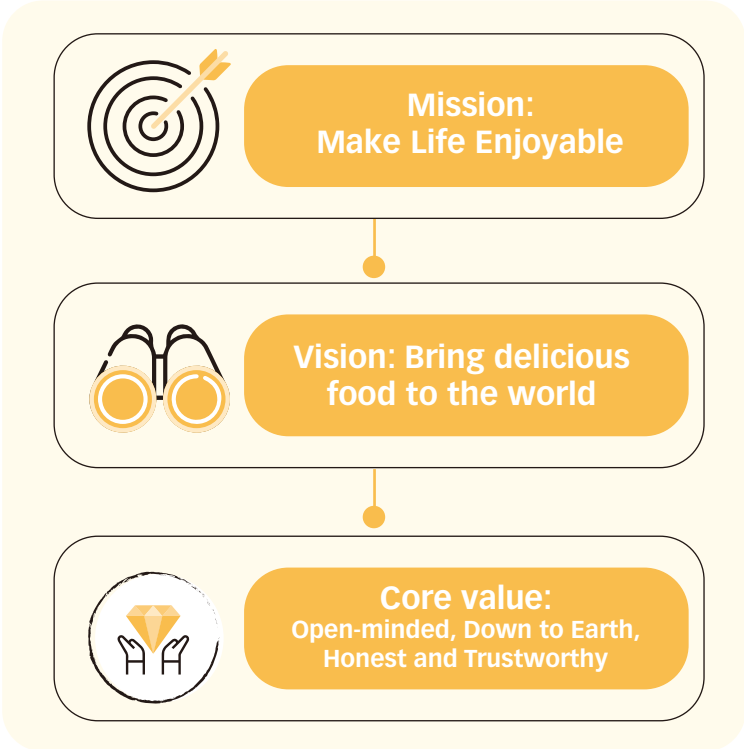 Mission:
Make Life Enjoyable
Vision: Bring delicious
food to the world
Core value:
Open-minded, Down to Earth,
Honest and Trustworthy